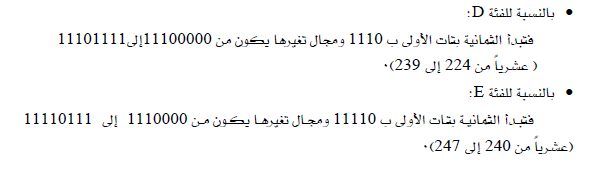 • بالنسبة للفئة D:
فتبدأ الثمانية بتات الأولى ب 1110 ومجال تغيرها يكون من 11100000إلى11101111
( عشرياً من 224 إلى 239)٠
• بالنسبة للفئة E:
فتبدأ الثمانية بتات الأولى ب 11110 ومجال تغيرها يكون من 1110000 إلى 11110111
(عشرياً من 240 إلى 247)٠